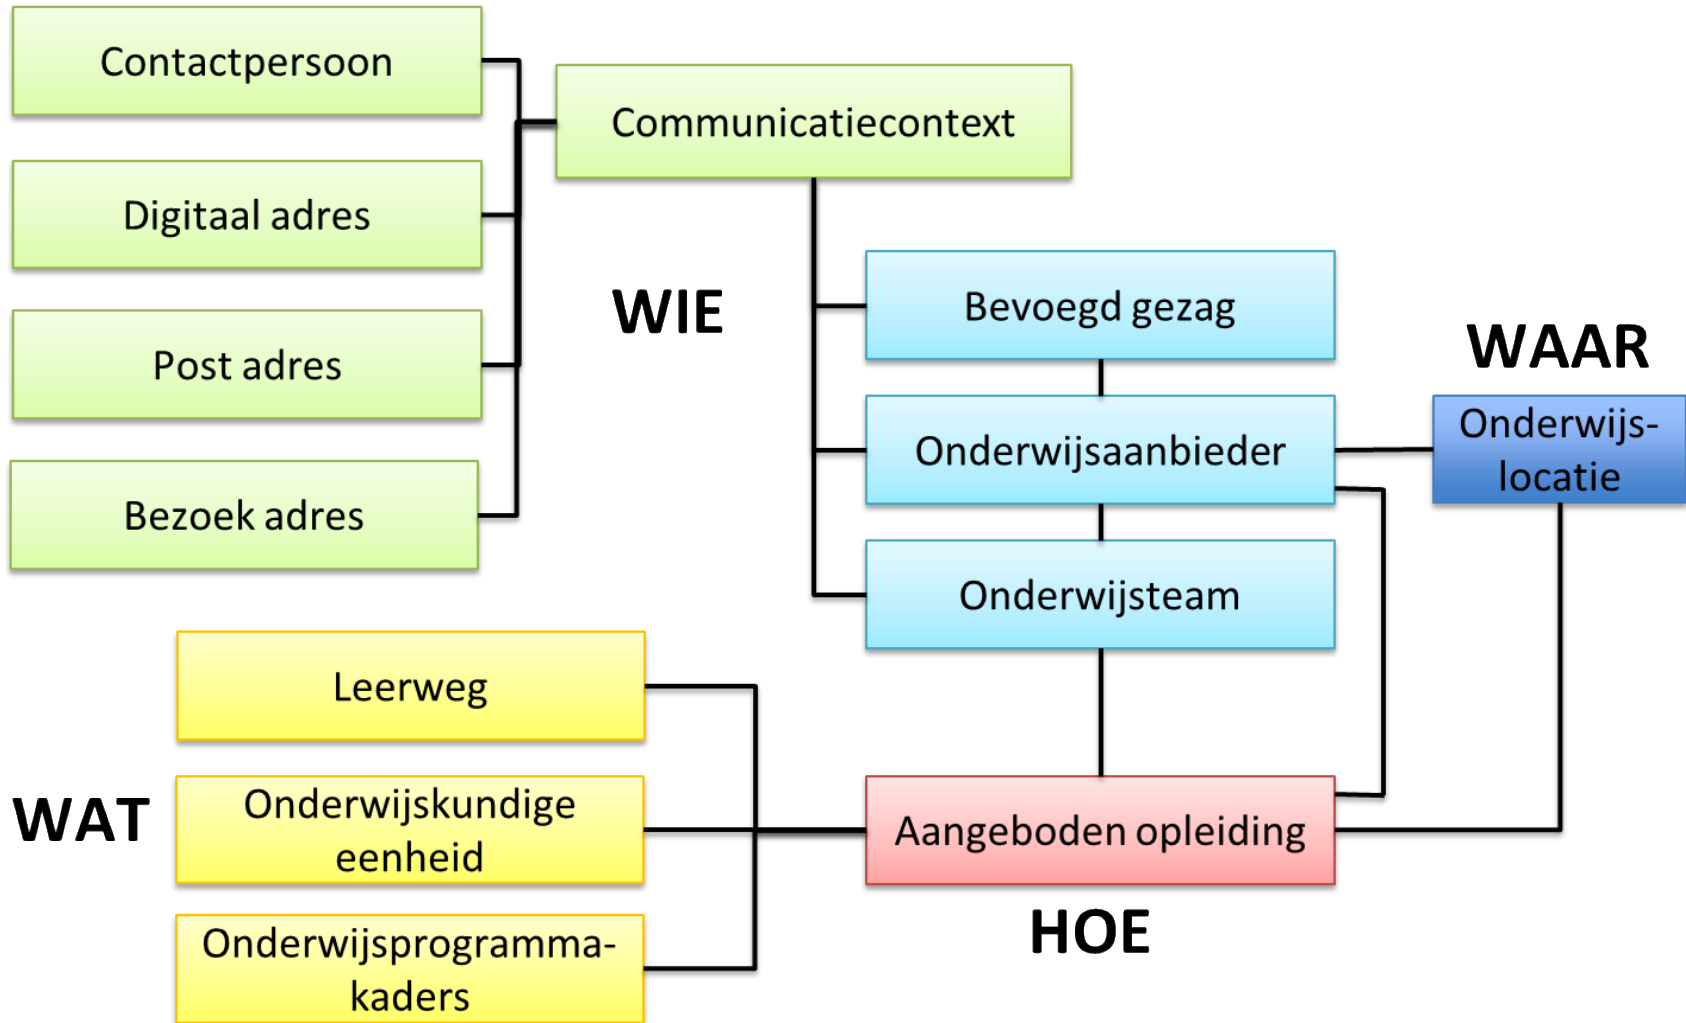 Contactpersoon
Communicatiecontext
Digitaal adres
Post adres
Bezoek adres
WIE
Bevoegd gezag
WAAR
Onderwijsaanbieder
Onderwijs-
locatie
Onderwijsteam
Leerweg
WAT
Onderwijskundige
eenheid
Aangeboden opleiding
HOE
Onderwijsprogramma-
kaders